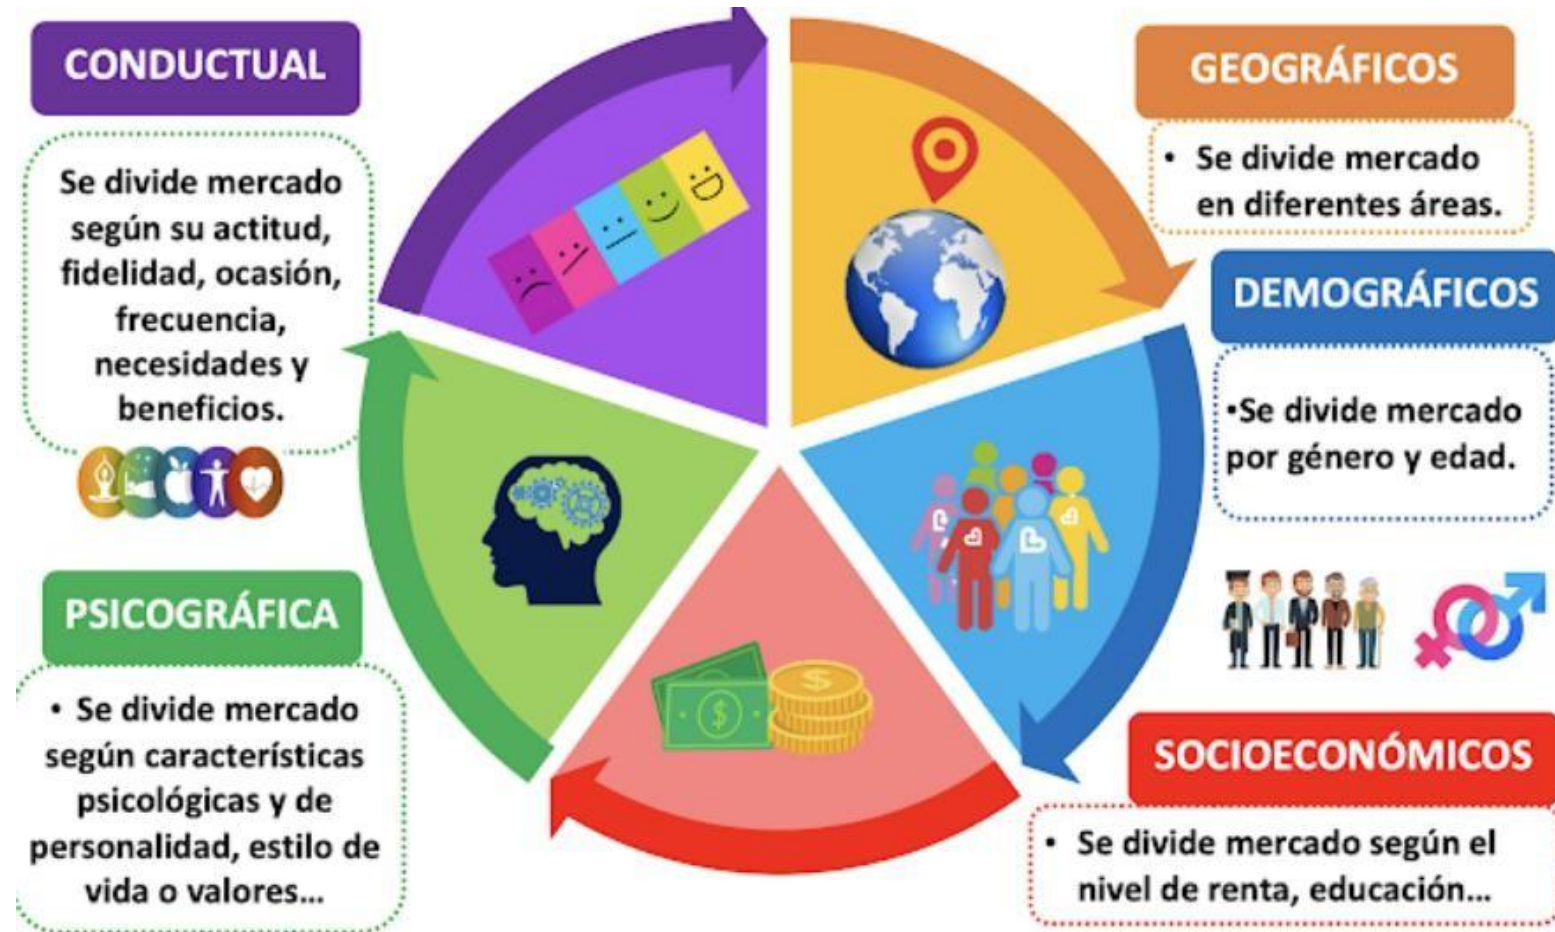 CONDUCTUAL
Se divide mercado
según su actitud,
fidelidad, ocasión,
frecuencia,
necesidades y
beneficios.
GEOGRÁFICOS
• Se divide mercado
en diferentes áreas.
DEMOGRÁFICOS
•Se divide mercado
por género y edad.
SOCIOECONÓMICOS
• Se divide mercado según el
nivel de renta, educación...
PSICOGRÁFICA
• Se divide mercado
según características
psicológicas y de
personalidad, estilo de
vida o valores...